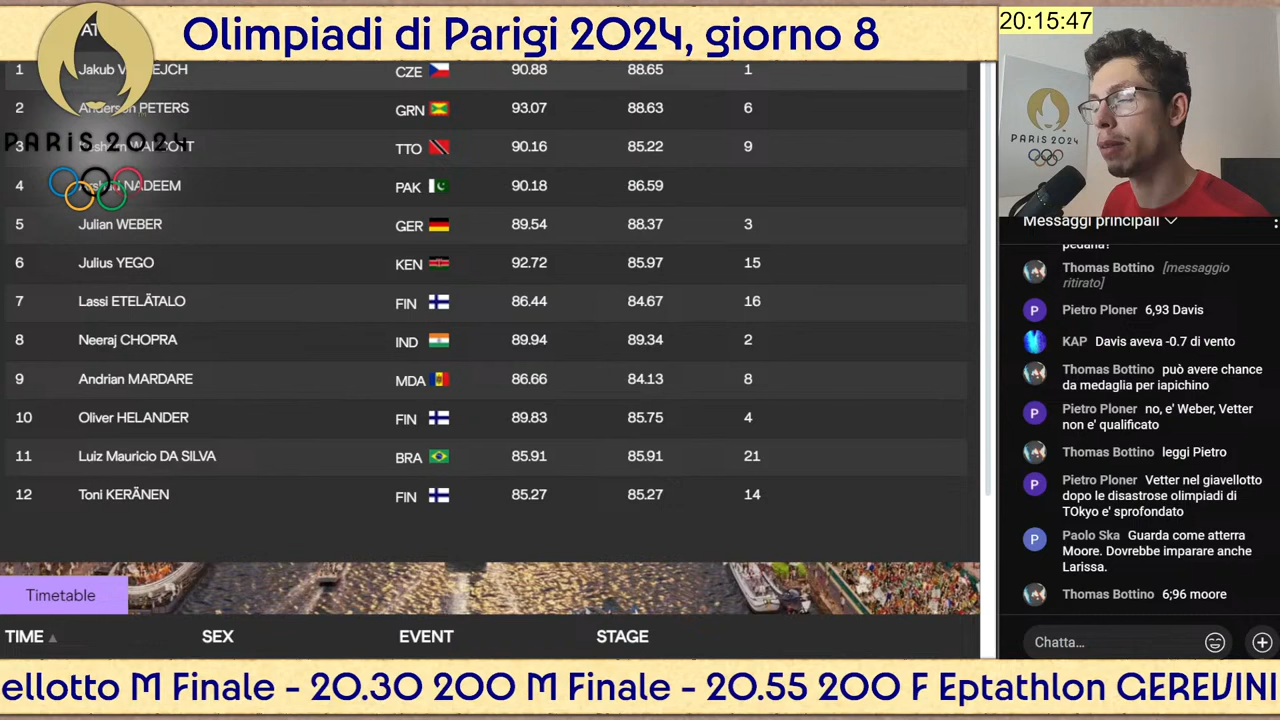 Olimpiadi di Parigi 2024, giorno 8
20:15:47
AT
1 Jakub V EJCH CZE 90.88 88.65 1
2 Anderson PETERS GRN 93.07 88.63 6
3 TTO 90.16 85.22 9
4 NADEEM PAK 90.18 86.59
5 Julian WEBER GER 89.54 88.37 3
6 Julius YEGO KEN 92.72 85.97 15
7 Lassi ETELÄTALO FIN 86.44 84.67 16
8 Neeraj CHOPRA IND 89.94 89.34 2
9 Andrian MARDARE MDA 86.66 84.13 8
10 Oliver HELANDER FIN 89.83 85.75 4
11 Luiz Mauricio DA SILVA BRA 85.91 85.91 21
12 Toni KERÄNEN FIN 85.27 85.27 14
PARIS 2024
PARIS 2024
Timetable
TIME SEX EVENT STAGE
Messaggi principali
pedana?
Thomas Bottino [messaggio
ritirato]
Pietro Ploner 6,93 Davis
KAP Davis aveva -0.7 di vento
Thomas Bottino può avere chance
da medaglia per iapichino
Pietro Ploner no, e' Weber, Vetter
non e' qualificato
Thomas Bottino leggi Pietro
Pietro Ploner Vetter nel giavellotto
dopo le disastrose olimpiadi di
TOkyo e' sprofondato
Paolo Ska Guarda come atterra
Moore. Dovrebbe imparare anche
Larissa.
Thomas Bottino 6;96 moore
P
P
P
P
Chatta…
ellotto M Finale - 20.30 200 M Finale - 20.55 200 F Eptathlon GEREVINI